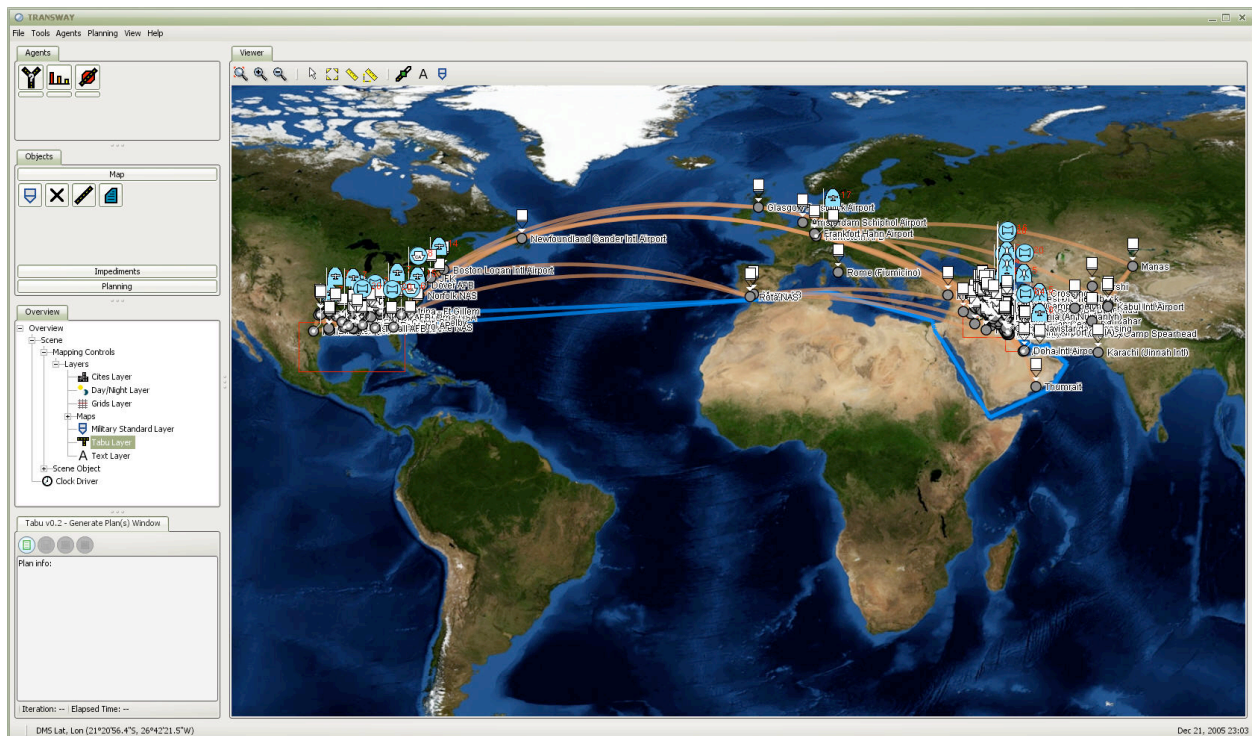 TRANSWAY
File Tools Agents Planning View Help
Agents
Objects
Map
Impediments
Planning
Overview
Overview
Scene
Mapping Controls
Layers
Cites Layer
Day/Night Layer
Grids Layer
Maps
Military Standard Layer
Tabu Layer
A Text Layer
Scene Object
Clock Driver
Tabu v0.2 - Generate Plan(s) Window
Plan info:
Iteration: -- Elapsed Time: --
Viewer
A
17
Newfoundland Gander Intl Airport
Amsterdam Schiphol Airport
Frankfort Hahn Airport
14
Boston Logan Intl Airport
Dover AFB
Norfolk NAS
Rome (Fiumicino)
Rota NAS
Manas
Kabul Intl Airport
Camp Spearhead
Doha Intl Airport
Karachi (Jinnah Intl)
Thumrait
DMS Lat, Lon (21°20'56.4"S, 26°42'21.5"W)
Dec 21, 2005 23:03